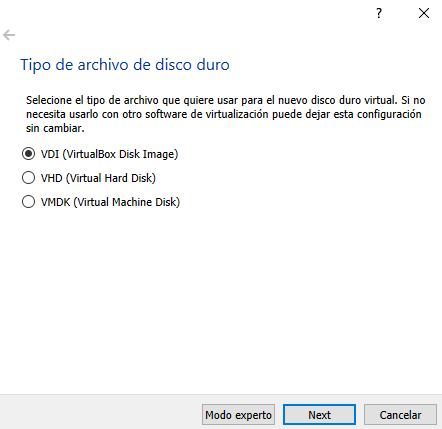 ?
Tipo de archivo de disco duro
Selecione el tipo de archivo que quiere usar para el nuevo disco duro virtual. Si no
necesita usarlo con otro software de virtualización puede dejar esta configuración
sin cambiar.
VDI (VirtualBox Disk Image)
VHD (Virtual Hard Disk)
VMDK (Virtual Machine Disk)
Modo experto Next Cancelar